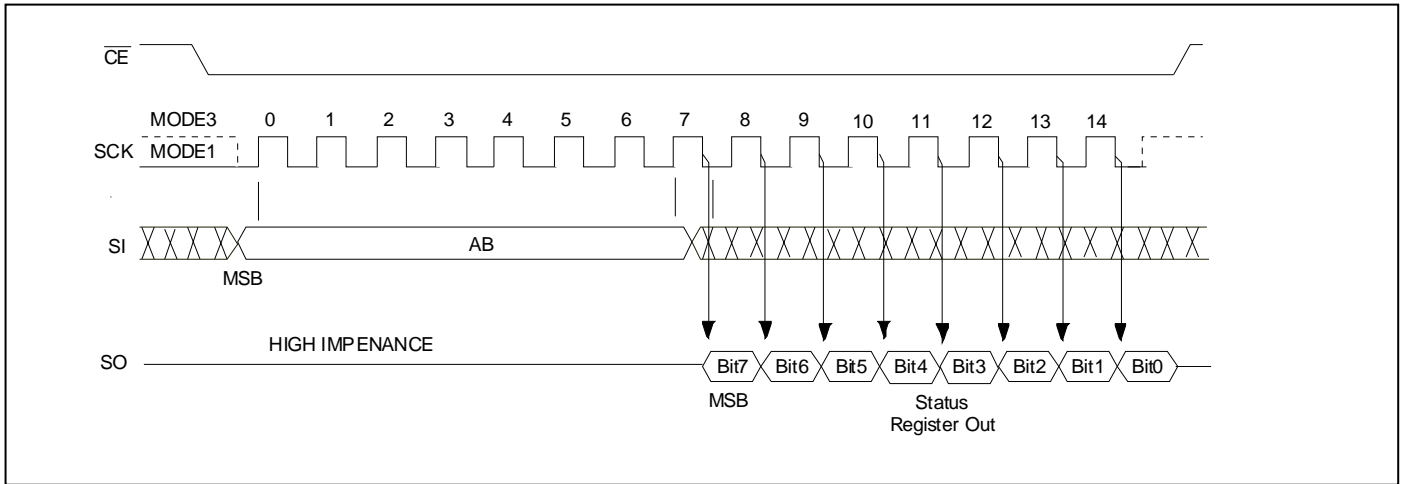 CE
MODE3 0 1 2 3 4 5 6 7 8 9 10 11 12 13 14
SCK MODE1
SI AB
MSB
HIGH IMPENANCE
SO Bit7 Bit6 Bit5 Bit4 Bit3 Bit2 Bit1 Bit0
MSB Status
Register Out